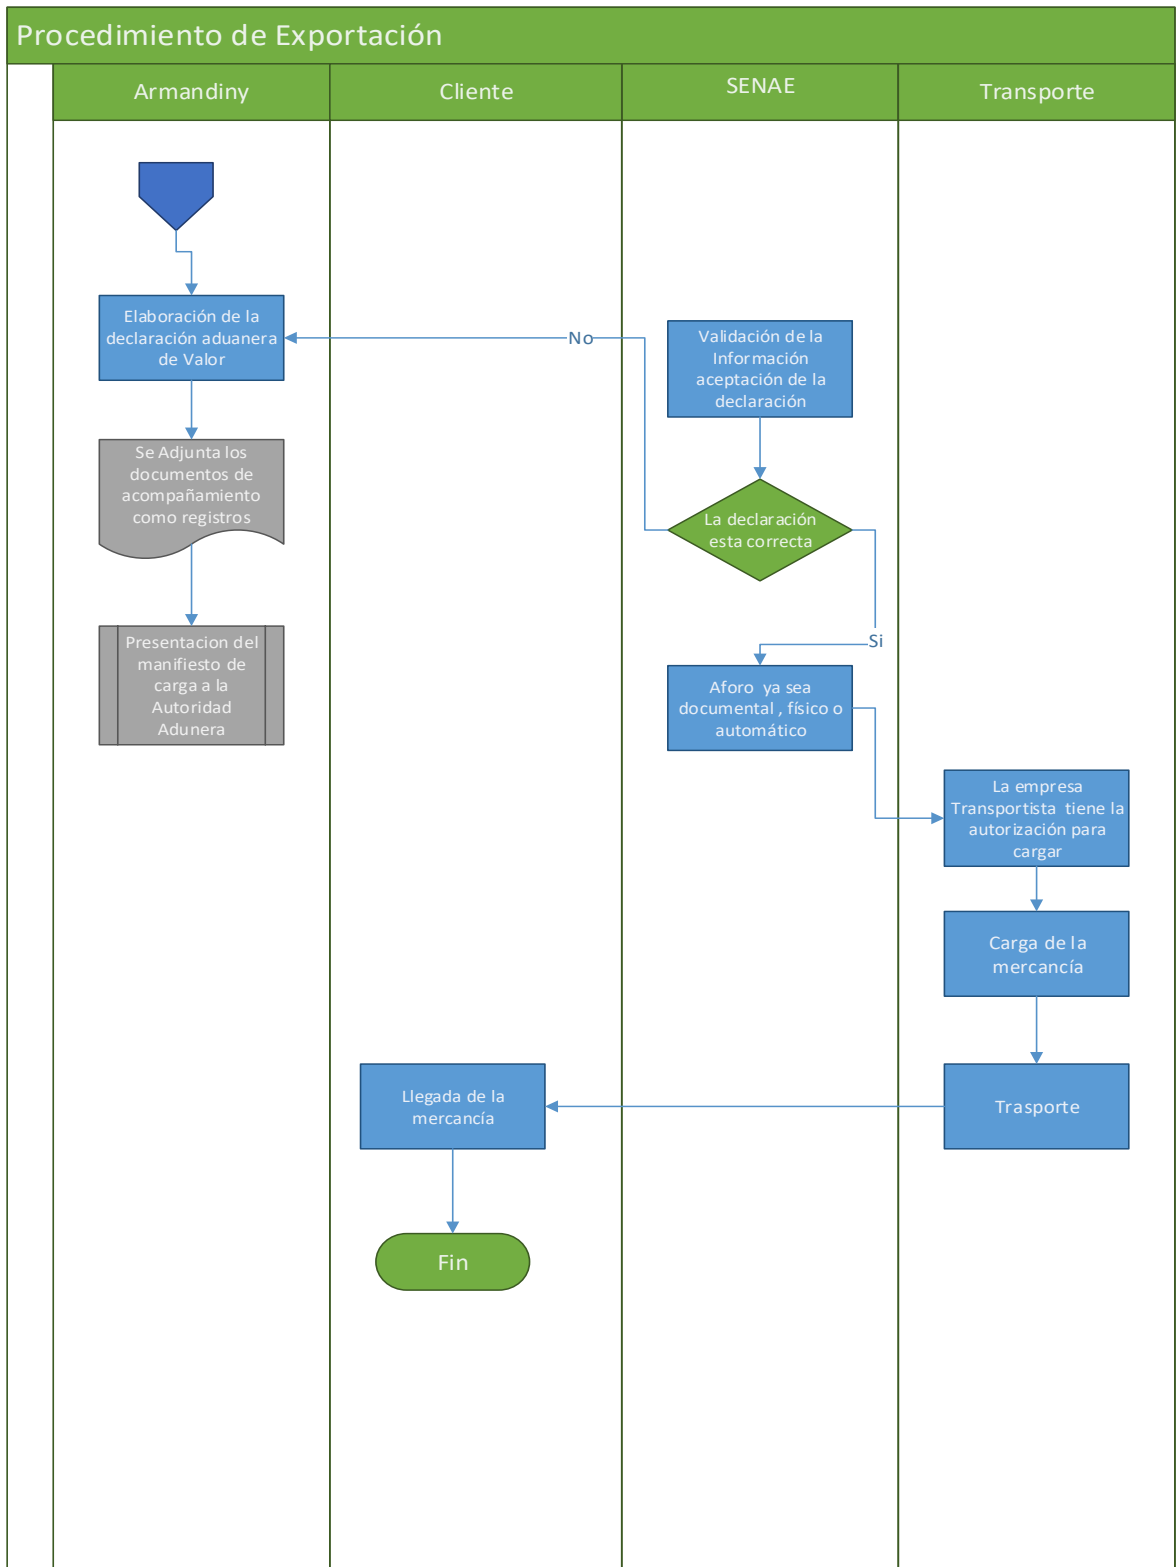 Procedimiento de Exportación
Armandiny
Cliente
SENAE
Transporte
Elaboración de la
declaración aduanera
de Valor
Se Adjunta los
documentos de
acompañamiento
como registros
Presentacion del
manifiesto de
carga a la
Autoridad
Adunera
No
Validación de la
Información
aceptación de la
declaración
La declaración
esta correcta
Si
Aforo ya sea
documental , físico o
automático
La empresa
Transportista tiene la
autorización para
cargar
Carga de la
mercancía
Trasporte
Llegada de la
mercancía
Fin